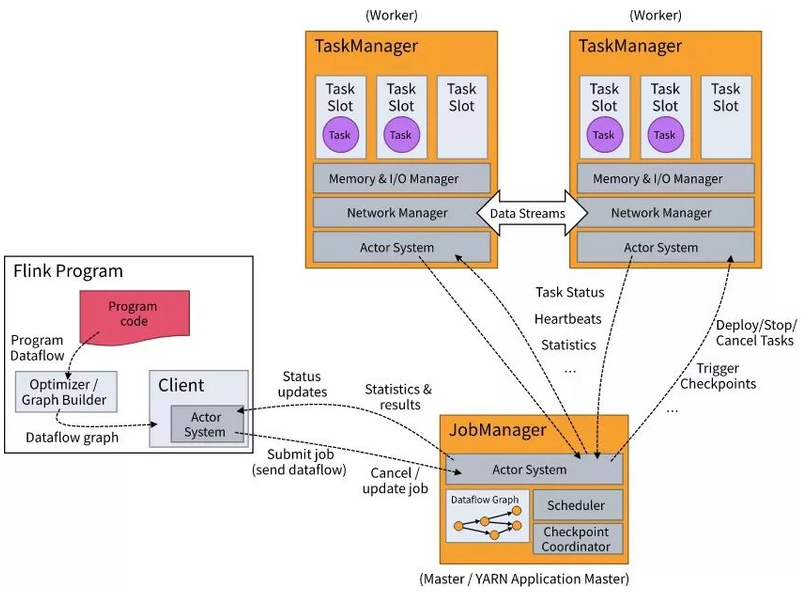 (Worker)
(Worker)
TaskManager
TaskManager
Task
Slot
Task
Slot
Task
Slot
Task
Task
Task
Slot
Task
Slot
Task
Slot
Task
Task
Memory & I/O Manager
Memory & I/O Manager
Network Manager
Data Streams
Network Manager
Actor System
Actor System
Flink Program
Program
code
Program
Dataflow
Optimizer /
Graph Builder
Client
Actor
System
Dataflow graph
Task Status
Heartbeats
Statistics
...
Deploy/Stop/
Cancel Tasks
Trigger
Checkpoints
...
Status
updates
Statistics &
results
Submit job
(send dataflow)
Cancel /
update job
JobManager
Actor System
Dataflow Graph
Scheduler
Checkpoint
Coordinator
(Master / YARN Application Master)